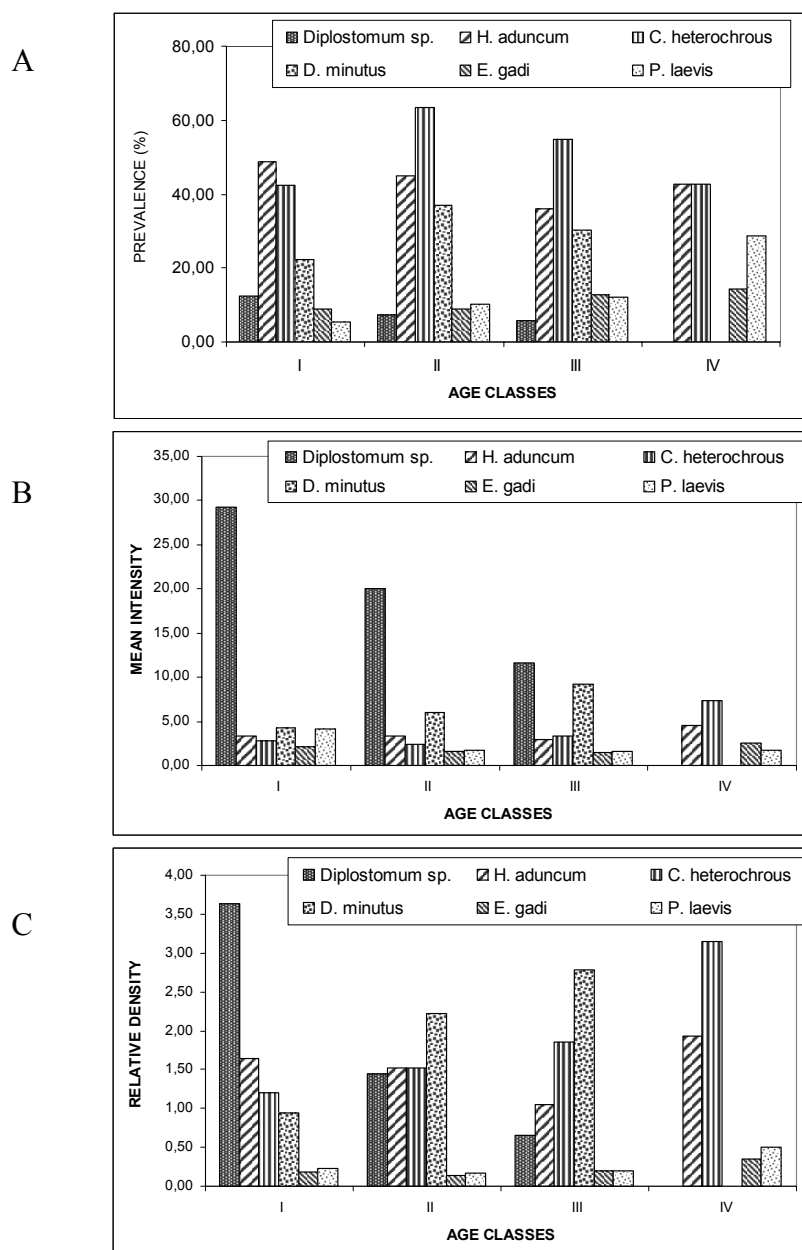 A
80,00
60,00
40,00
20,00
0,00
PREVALENCE (%)
Diplostomum sp. H. aduncum C. heterochrous
D. minutus E. gadi P. laevis
I II III IV
AGE CLASSES
B
35,00
30,00
25,00
20,00
15,00
10,00
5,00
0,00
MEAN INTENSITY
Diplostomum sp. H. aduncum C. heterochrous
D. minutus E. gadi P. laevis
I II III IV
AGE CLASSES
C
4,00
3,50
3,00
2,50
2,00
1,50
1,00
0,50
0,00
RELATIVE DENSITY
Diplostomum sp. H. aduncum C. heterochrous
D. minutus E. gadi P. laevis
I II III IV
AGE CLASSES